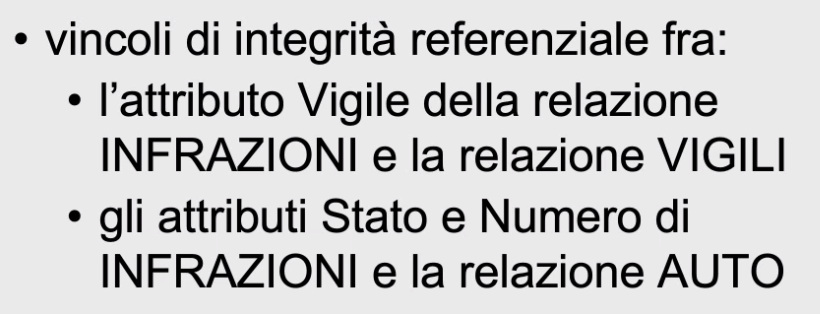 • vincoli di integrità referenziale fra:
• l’attributo Vigile della relazione
INFRAZIONI e la relazione VIGILI
• gli attributi Stato e Numero di
INFRAZIONI e la relazione AUTO